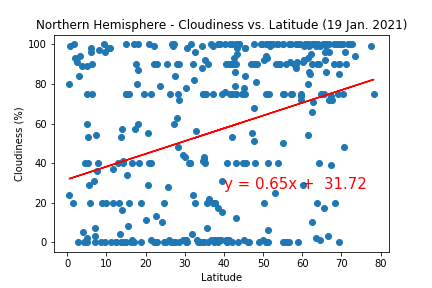 Northern Hemisphere - Cloudiness vs. Latitude (19 Jan. 2021)
100
80
60
40
20
0
Cloudiness (%)
y = 0.65x + 31.72
0 10 20 30 40 50 60 70 80
Latitude